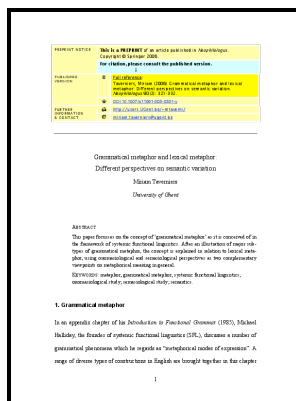 PREPRINT NOTICE
This is a PREPRINT of an article published in Neophilologus.
Copyright © Springer 2006.
For citation, please consult the published version.
PUBLISHED VERSION
Full reference:
Taverniers, Miriam (2006) Grammatical metaphor and lexical
metaphor: Different perspectives on semantic variation.
Neophilologus 90(2): 321–332.
FURTHER INFORMATION & CONTACT
Grammatical metaphor and lexical metaphor:
Different perspectives on semantic variation
Miriam Taverniers
University of Ghent
ABSTRACT
This paper focuses on the concept of 'grammatical metaphor' as it is conceived of in
the framework of systemic functional linguistics. After an illustration of major sub-
types of grammatical metaphor, the concept is explained in relation to lexical meta-
phor, using onomasiological and semasiological perspectives as two complementary
viewpoints on metaphorical meaning in general.
KEYWORDS: metaphor, grammatical metaphor, systemic functional linguistics,
onomasiological study, semasiological study, semantics.
1. Grammatical metaphor
In an appendix chapter of his Introduction to Functional Grammar (1985), Michael
Halliday, the founder of systemic functional linguistics (SFL), discusses a number of
grammatical phenomena which he regards as "metaphorical modes of expression". A
range of diverse types of constructions in English are brought together in this chapter
1